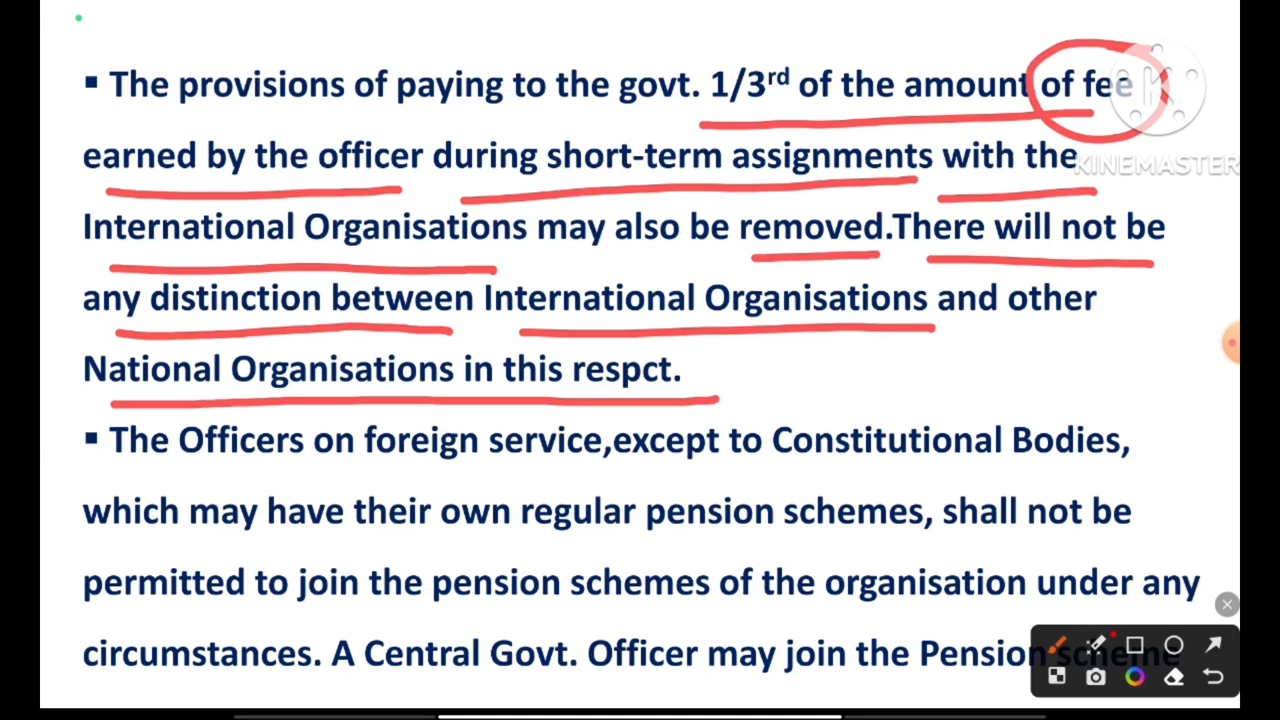 ▪ The provisions of paying to the govt. 1/3rd of the amount of fee
earned by the officer during short-term assignments with the
KINEMASTER
International Organisations may also be removed.There will not be
any distinction between International Organisations and other
National Organisations in this respct.
▪ The Officers on foreign service,except to Constitutional Bodies,
which may have their own regular pension schemes, shall not be
permitted to join the pension schemes of the organisation under any
circumstances. A Central Govt. Officer may join the Pension scheme